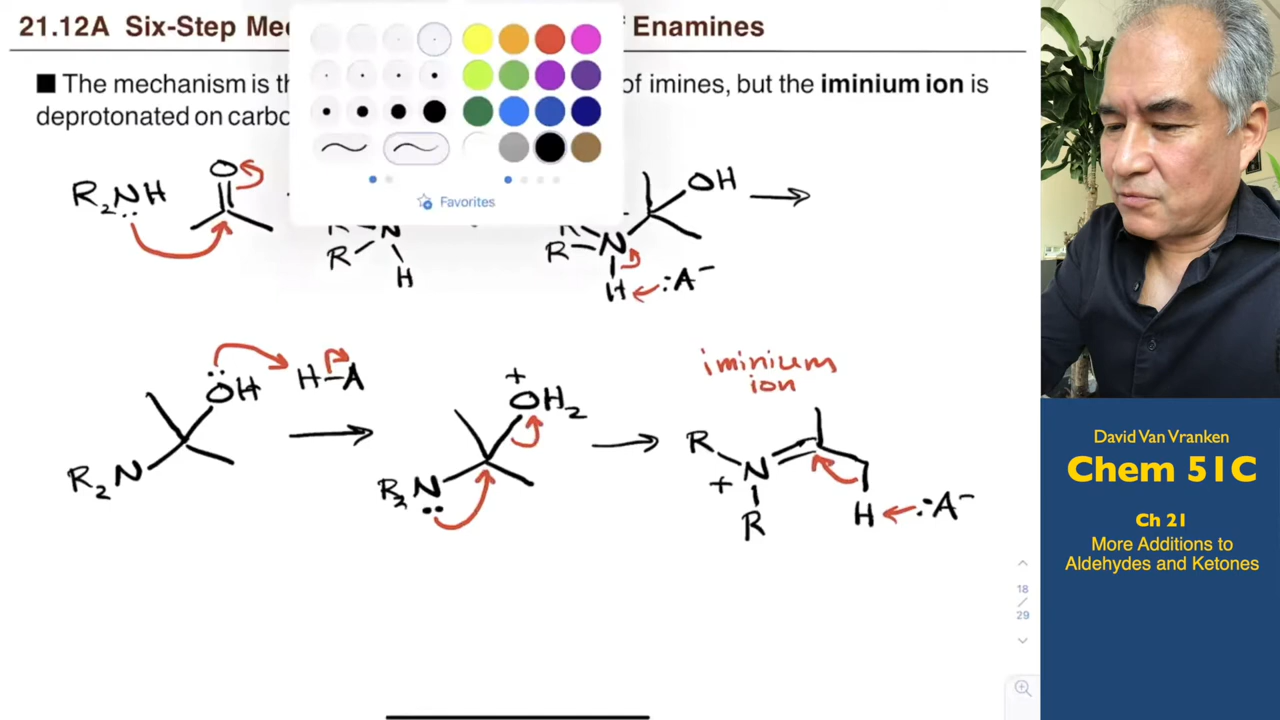 21.12A Six-Step Me of Enamines
■ The mechanism is th of imines, but the iminium ion is
deprotonated on carbo
Favorites
R2NH O
N
R
H
OH
R N
H :A⁻
OH H–A
R2N
+
OH2
R2N
iminium
ion
R
N
+
R
H :A⁻
David Van Vranken
Chem 51C
Ch 21
More Additions to
Aldehydes and Ketones
18
/
29